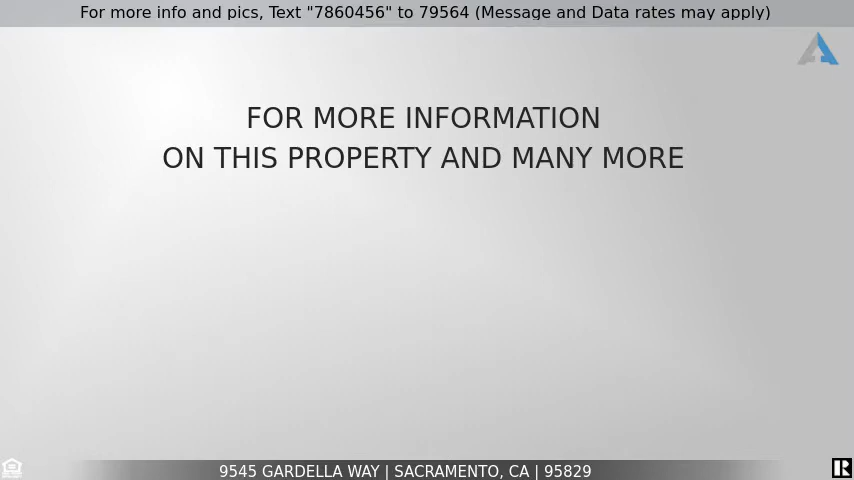 For more info and pics, Text "7860456" to 79564 (Message and Data rates may apply)
FOR MORE INFORMATION
ON THIS PROPERTY AND MANY MORE
9545 GARDELLA WAY | SACRAMENTO, CA | 95829